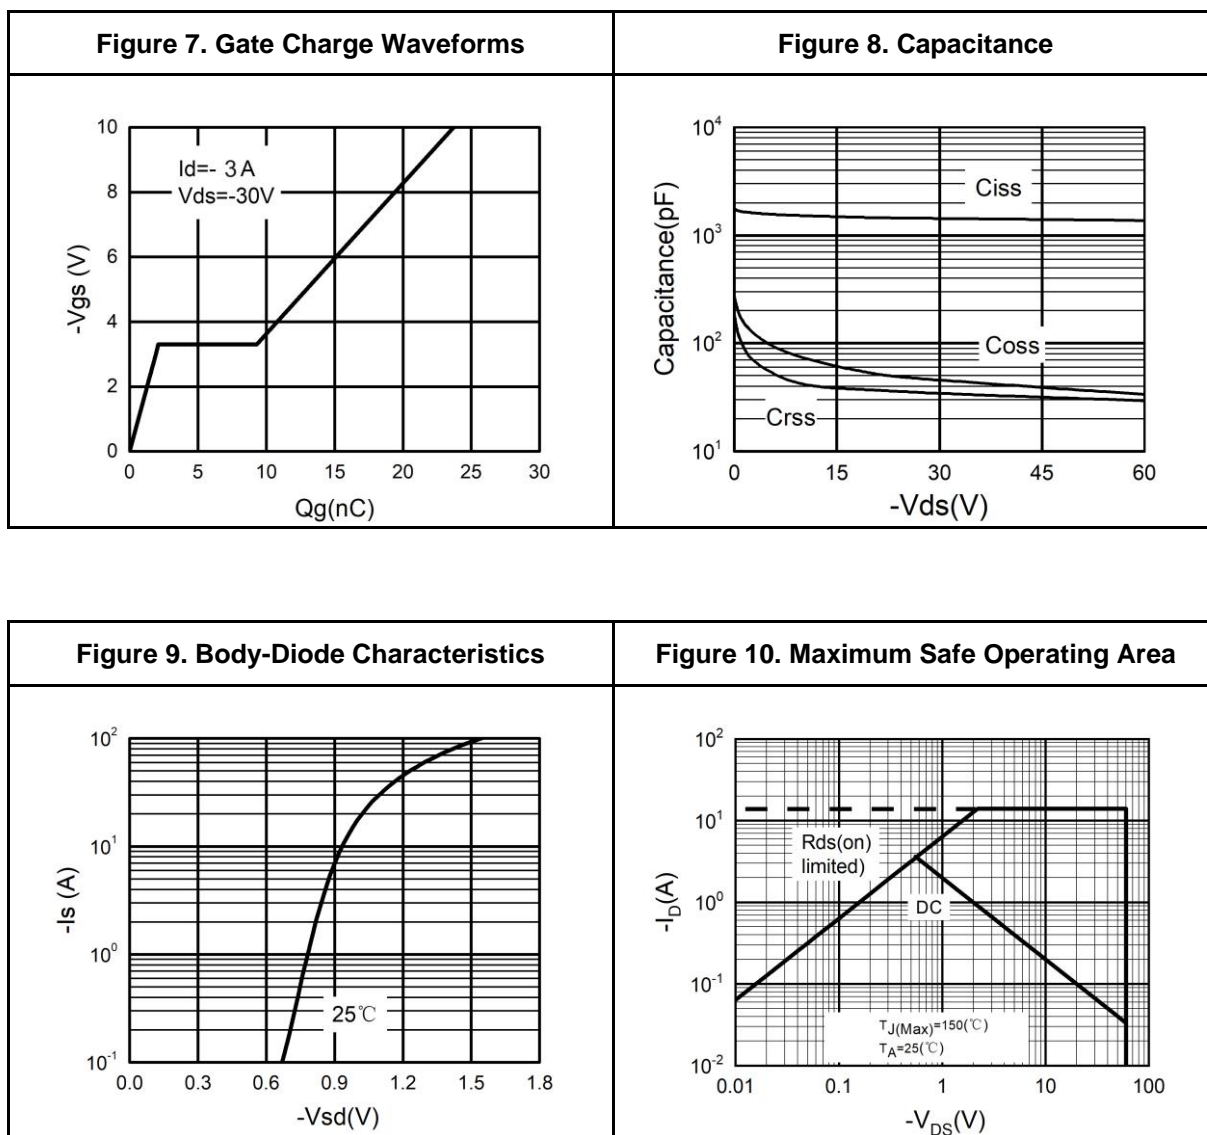 Figure 7. Gate Charge Waveforms
Figure 8. Capacitance
10
8
6
4
2
0
-Vgs (V)
Id=- 3 A
Vds=-30V
0 5 10 15 20 25 30
Qg(nC)
10⁴
10³
10²
10¹
Capacitance(pF)
Ciss
Coss
Crss
0 15 30 45 60
-Vds(V)
Figure 9. Body-Diode Characteristics
Figure 10. Maximum Safe Operating Area
10²
10¹
10⁰
10⁻¹
-Is (A)
25℃
0.0 0.3 0.6 0.9 1.2 1.5 1.8
-Vsd(V)
10²
10¹
10⁰
10⁻¹
10⁻²
-I_D(A)
Rds(on)
limited)
DC
T_J(Max)=150(℃)
T_A=25(℃)
0.01 0.1 1 10 100
-V_DS(V)